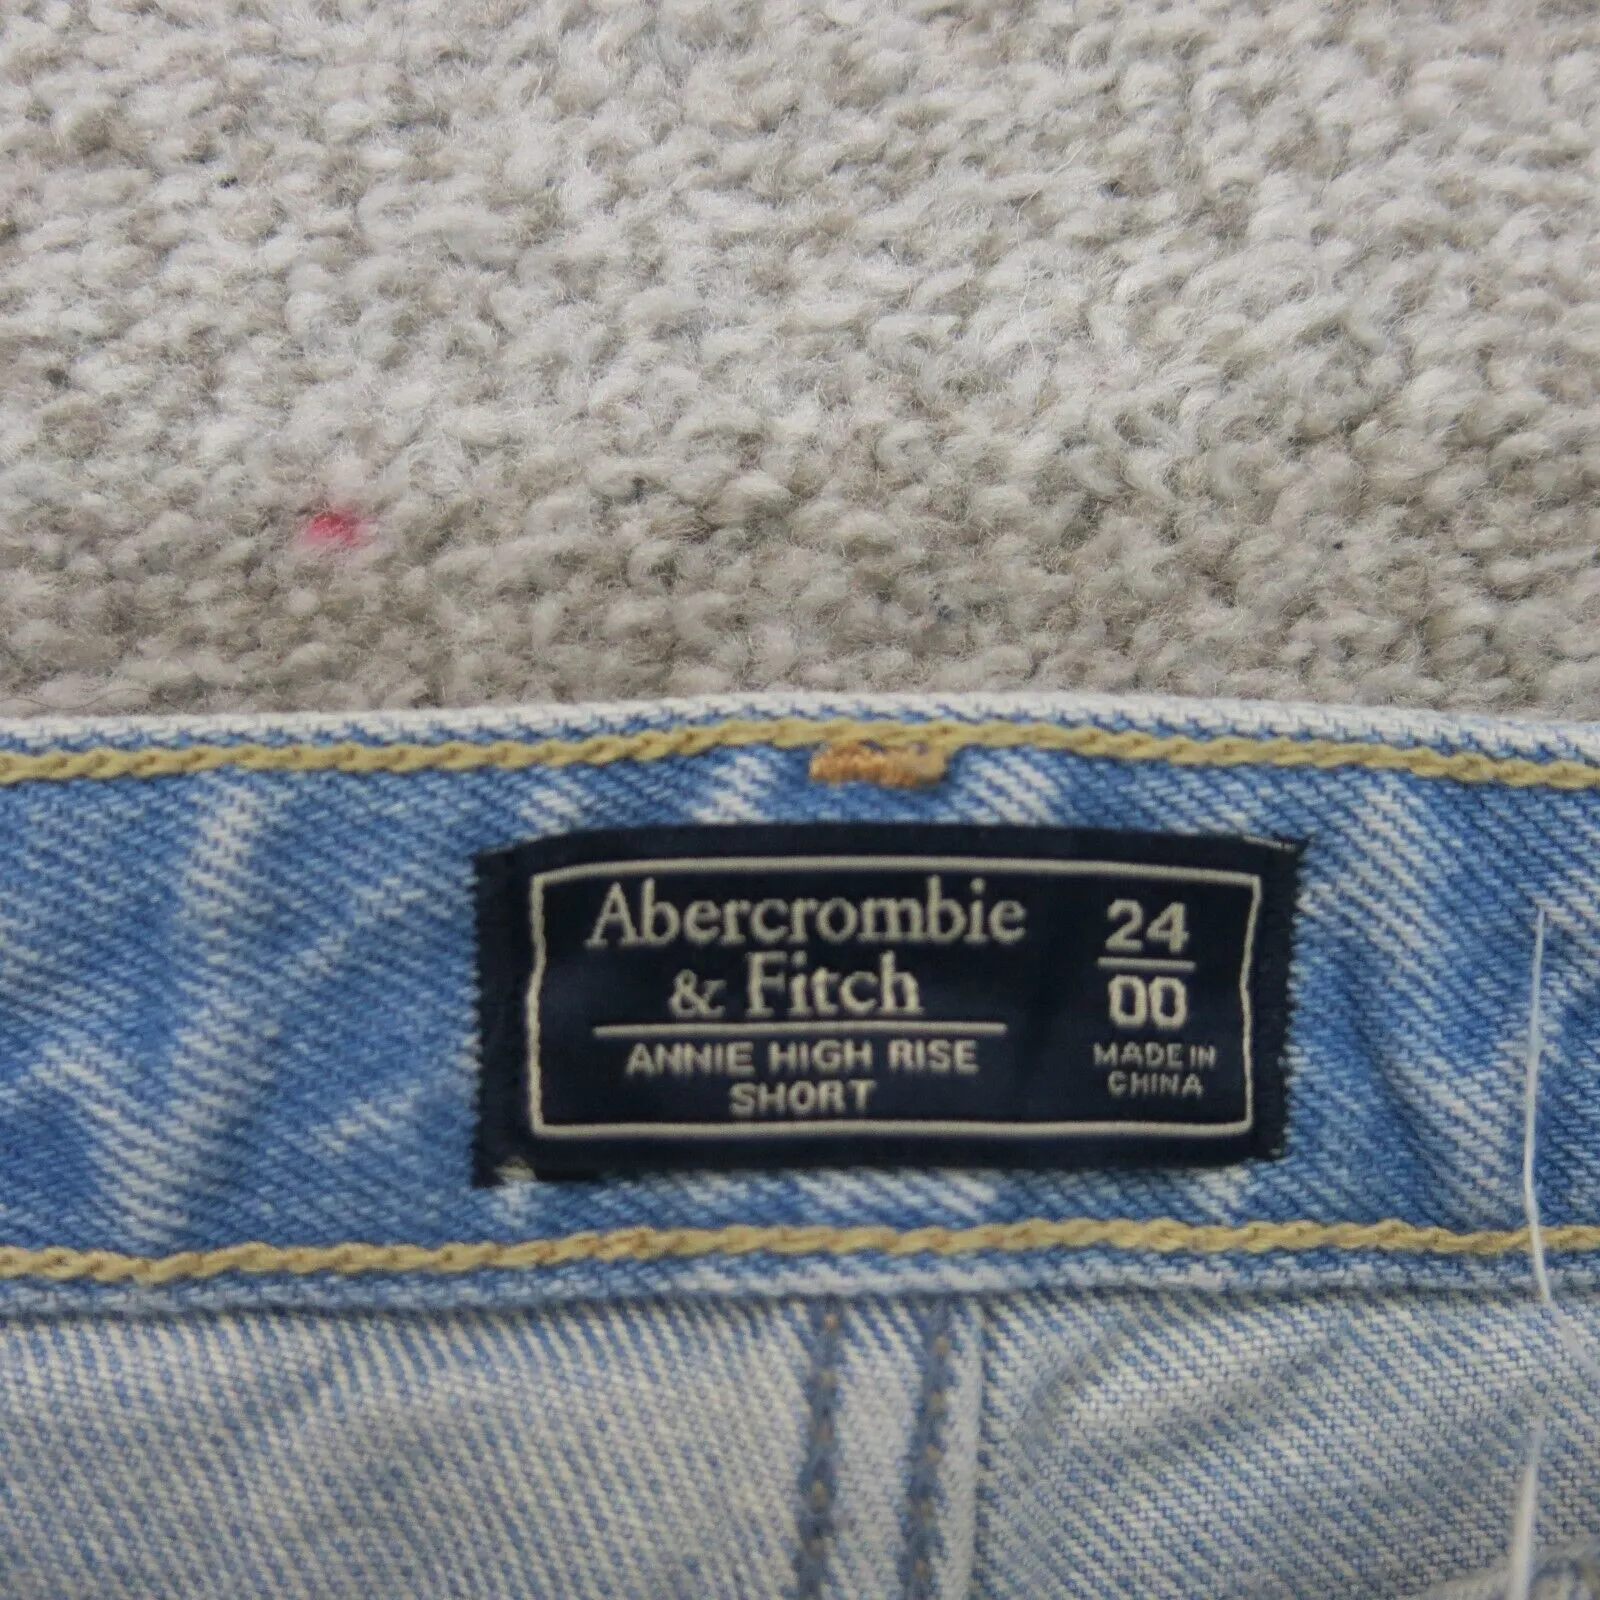 Abercrombie
& Fitch
ANNIE HIGH RISE
SHORT
24
00
MADE IN
CHINA